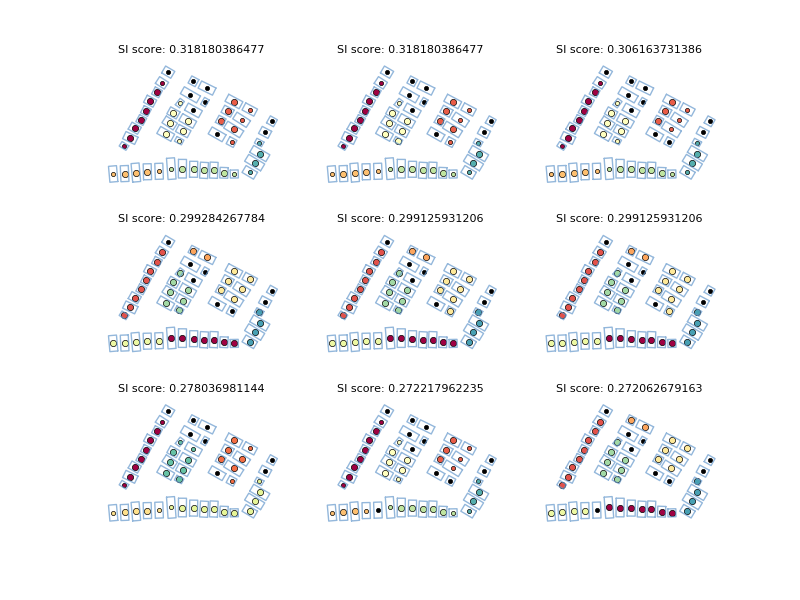 SI score: 0.318180386477
SI score: 0.318180386477
SI score: 0.306163731386
SI score: 0.299284267784
SI score: 0.299125931206
SI score: 0.299125931206
SI score: 0.278036981144
SI score: 0.272217962235
SI score: 0.272062679163